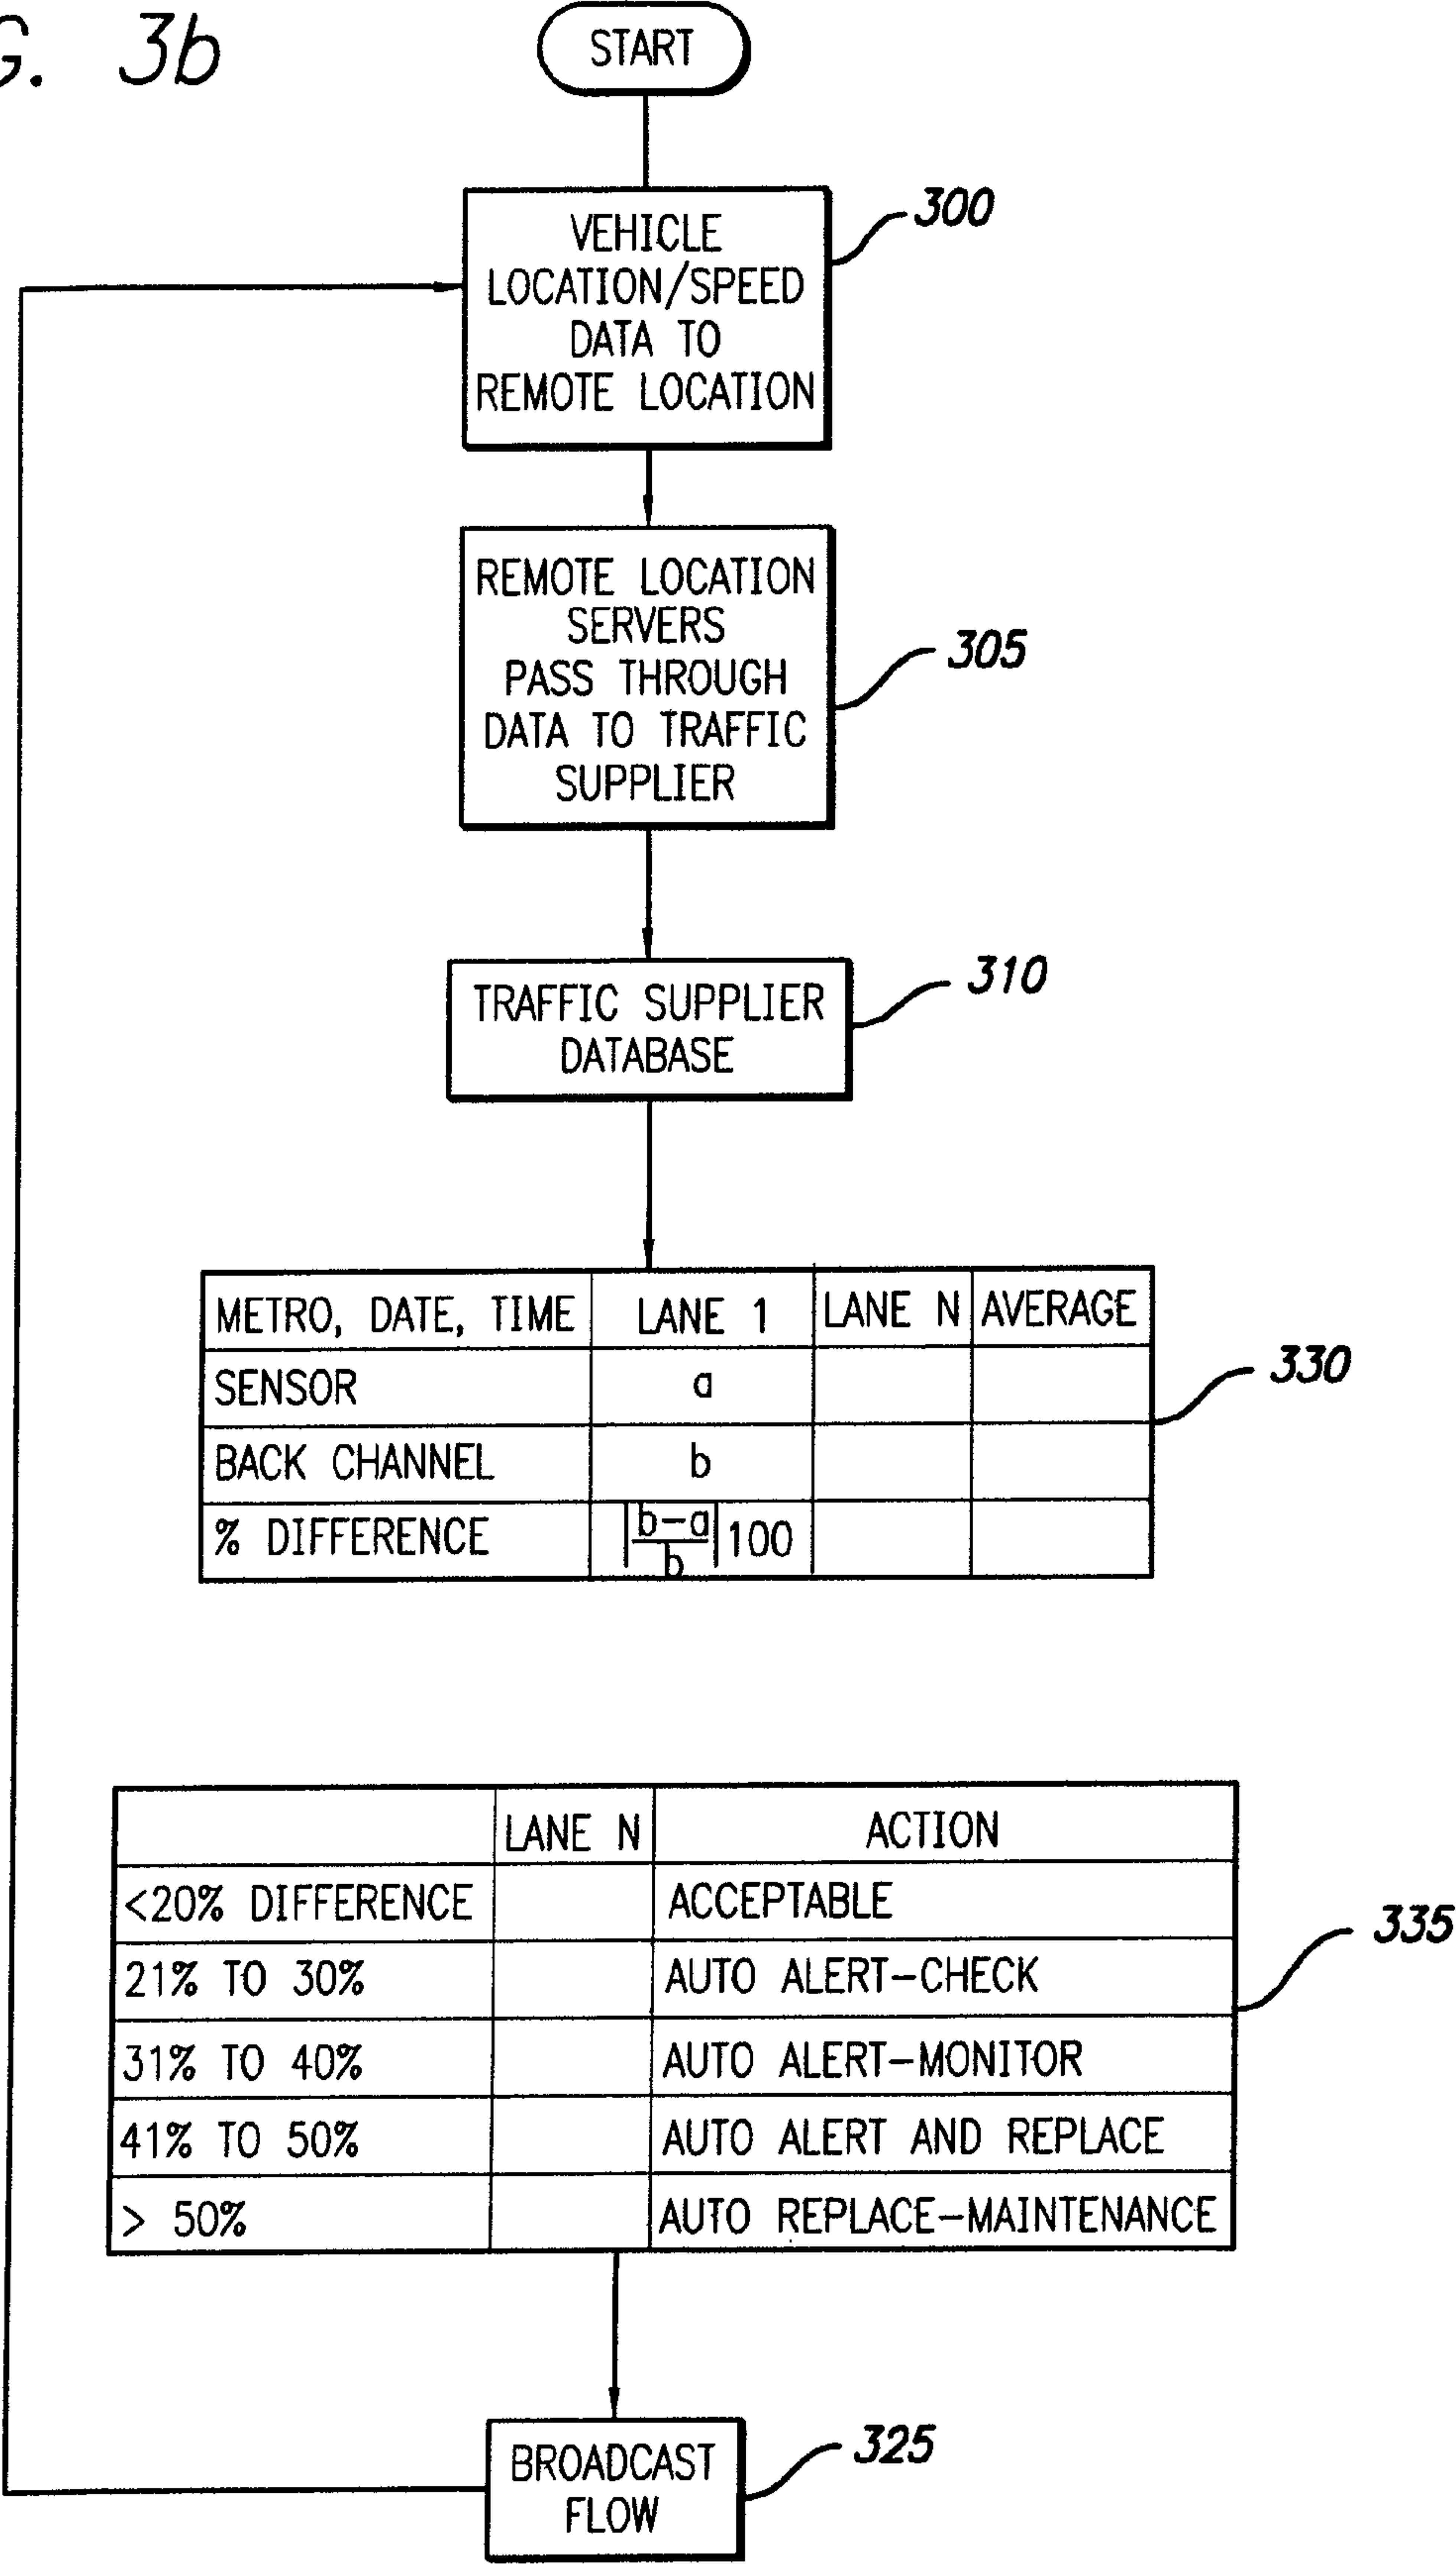 G. 3b
START
VEHICLE
LOCATION/SPEED
DATA TO
REMOTE LOCATION
300
REMOTE LOCATION
SERVERS
PASS THROUGH
DATA TO TRAFFIC
SUPPLIER
305
TRAFFIC SUPPLIER
DATABASE
310
METRO, DATE, TIME LANE 1 LANE N AVERAGE
SENSOR a
BACK CHANNEL b
% DIFFERENCE |b-a/b| 100
330
LANE N ACTION
<20% DIFFERENCE ACCEPTABLE
21% TO 30% AUTO ALERT-CHECK
31% TO 40% AUTO ALERT-MONITOR
41% TO 50% AUTO ALERT AND REPLACE
> 50% AUTO REPLACE-MAINTENANCE
335
BROADCAST
FLOW
325